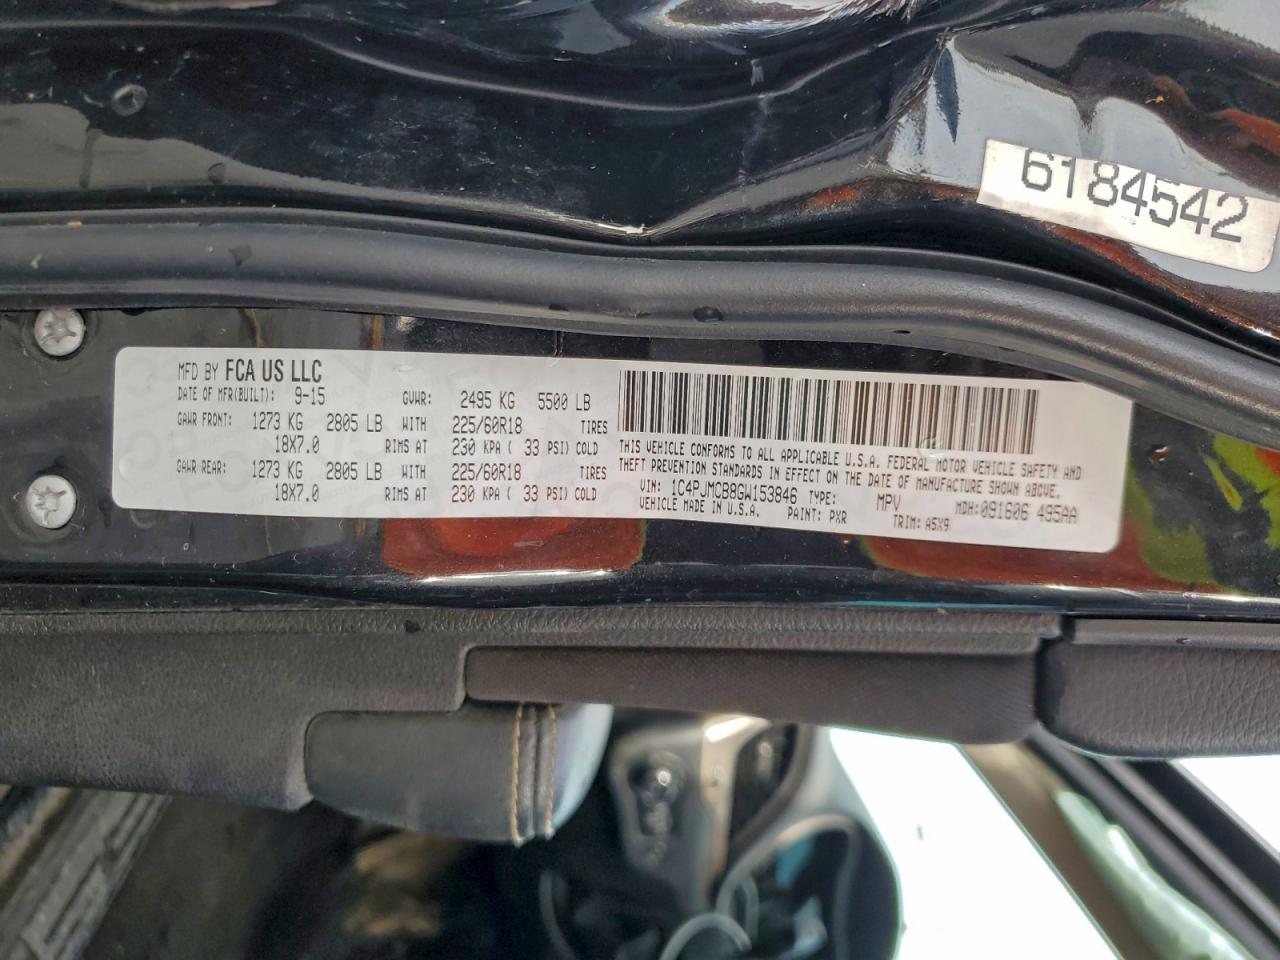 6184542
MFD BY FCA US LLC
DATE OF MFR(BUILT): 9-15 GVWR: 2495 KG 5500 LB
GAWR FRONT: 1273 KG 2805 LB WITH 225/60R18 TIRES
18X7.0 RIMS AT 230 KPA ( 33 PSI) COLD
GAWR REAR: 1273 KG 2805 LB WITH 225/60R18 TIRES
18X7.0 RIMS AT 230 KPA ( 33 PSI) COLD
THIS VEHICLE CONFORMS TO ALL APPLICABLE U.S.A. FEDERAL MOTOR VEHICLE SAFETY AND
THEFT PREVENTION STANDARDS IN EFFECT ON THE DATE OF MANUFACTURE SHOWN ABOVE.
VIN: 1C4PJMCB8GW153846 TYPE: MPV MDH:091606 495AA
VEHICLE MADE IN U.S.A. PAINT: PXR TRIM: A5X9